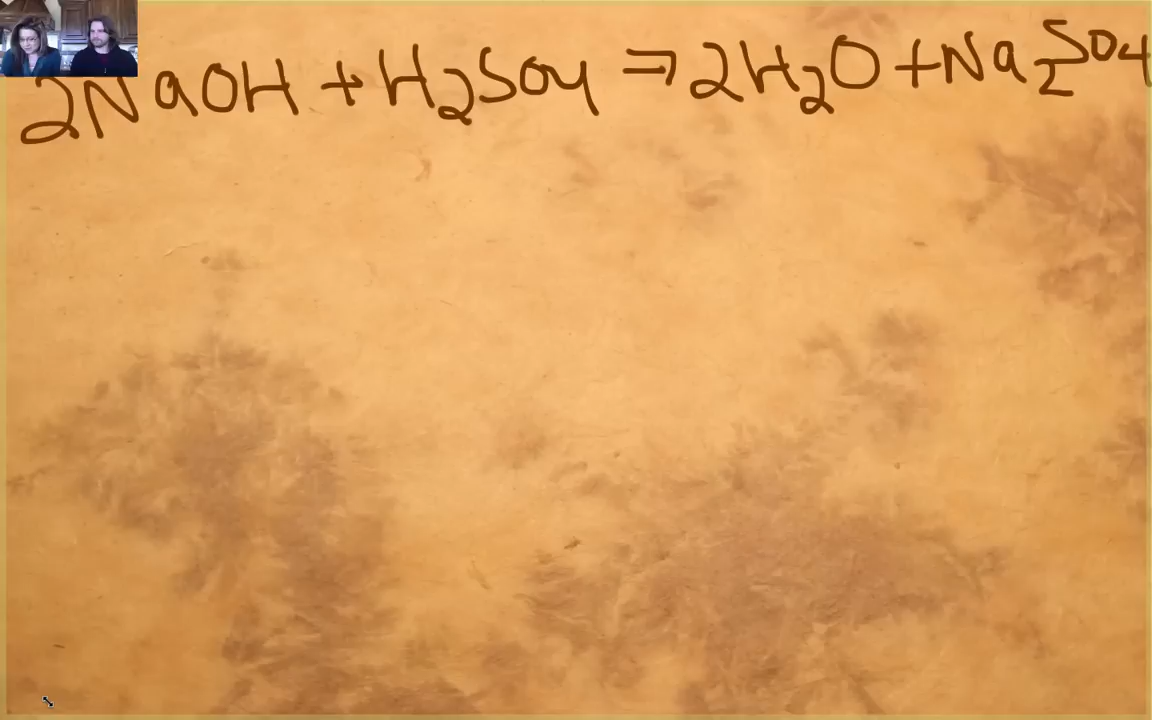 2NaOH + H₂SO₄ ⇒ 2H₂O + Na₂SO₄